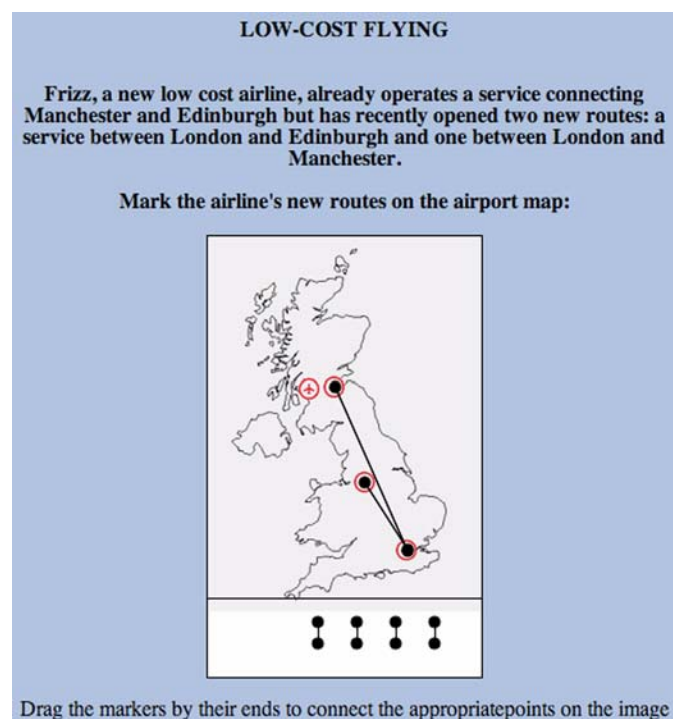 LOW-COST FLYING
Frizz, a new low cost airline, already operates a service connecting
Manchester and Edinburgh but has recently opened two new routes: a
service between London and Edinburgh and one between London and
Manchester.
Mark the airline's new routes on the airport map:
Drag the markers by their ends to connect the appropriatepoints on the image